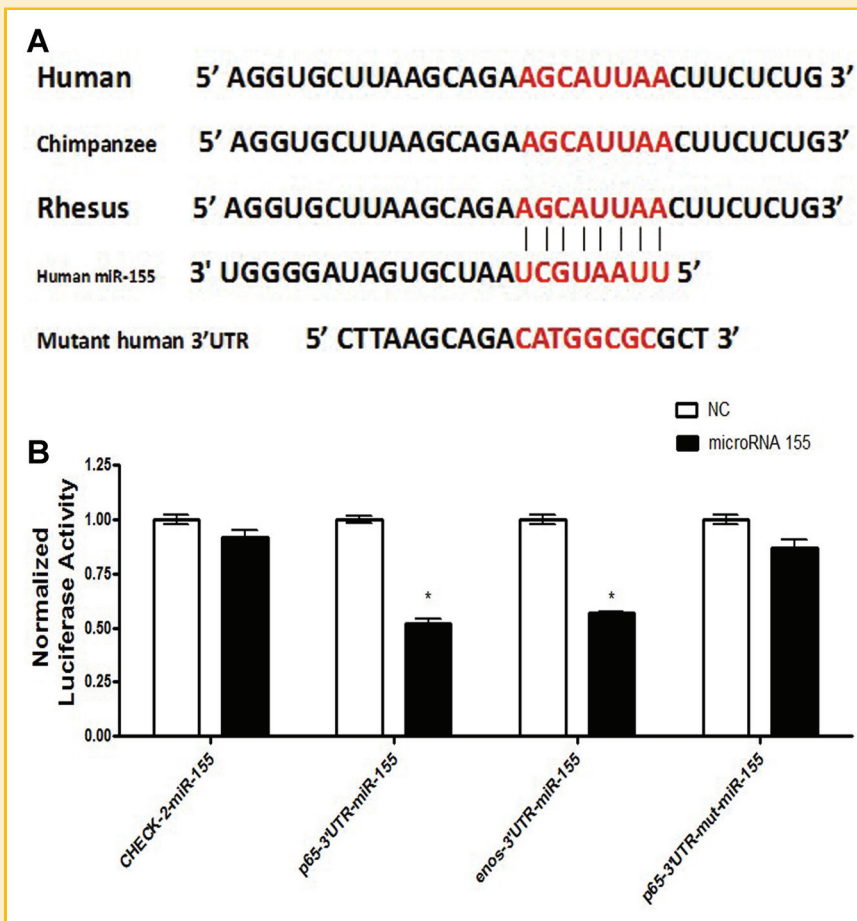 A
Human 5’ AGGUGCUUAAGCAGAAGCAUUAACUUCUCUG 3’
Chimpanzee 5’ AGGUGCUUAAGCAGAAGCAUUAACUUCUCUG3’
Rhesus 5’ AGGUGCUUAAGCAGAAGCAUUAACUUCUCUG3’
Human miR-155 3' UGGGGAUAGUGCUAAUCGUAAUU 5’
Mutant human 3’UTR 5’ CTTAAGCAGACATGGCGCGCT 3’
NC
microRNA 155
B
Normalized
Luciferase Activity
1.25
1.00
0.75
0.50
0.25
0.00
*
*
CHECK-2-miR-155
p65-3'UTR-miR-155
enos-3'UTR-miR-155
p65-3'UTR-mut-miR-155